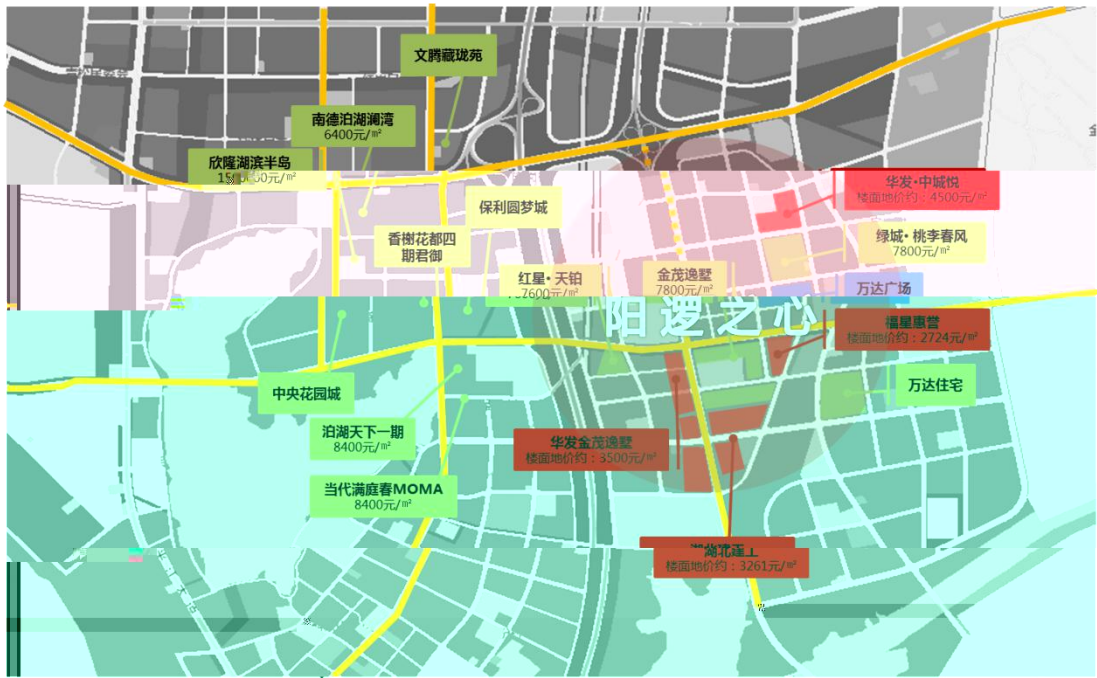 文腾藏珑苑
南德泊湖澜湾
6400元/㎡
欣隆湖滨半岛
华发·中城悦
楼面地价约：4500元/㎡
保利圆梦城
香榭花都四
期君御
绿城·桃李春风
7800元/㎡
红星·天铂
7600元/㎡
金茂逸墅
7800元/㎡
万达广场
阳逻之心
福星惠誉
楼面地价约：2724元/㎡
中央花园城
万达住宅
泊湖天下一期
8400元/㎡
华发金茂逸墅
楼面地价约：3500元/㎡
当代满庭春MOMA
8400元/㎡
楼面地价约：3261元/㎡